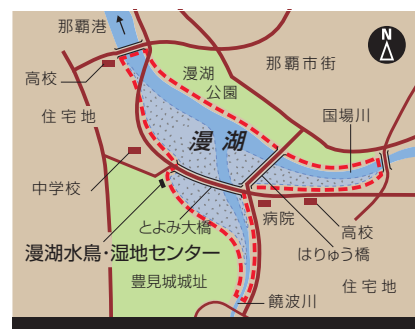 那覇港
N
高校
漫湖
公園
那覇市街
住宅地
国場川
漫湖
中学校
とよみ大橋
病院
高校
はりゅう橋
漫湖水鳥・湿地センター
豊見城城址
住宅地
饒波川